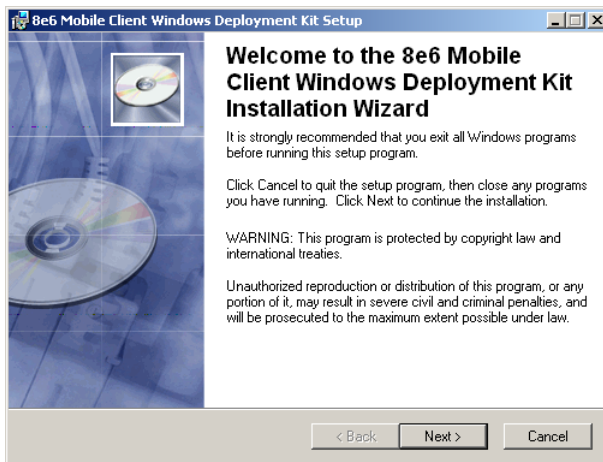 8e6 Mobile Client Windows Deployment Kit Setup
Welcome to the 8e6 Mobile
Client Windows Deployment Kit
Installation Wizard
It is strongly recommended that you exit all Windows programs
before running this setup program.
Click Cancel to quit the setup program, then close any programs
you have running. Click Next to continue the installation.
WARNING: This program is protected by copyright law and
international treaties.
Unauthorized reproduction or distribution of this program, or any
portion of it, may result in severe civil and criminal penalties, and
will be prosecuted to the maximum extent possible under law.
< Back Next > Cancel